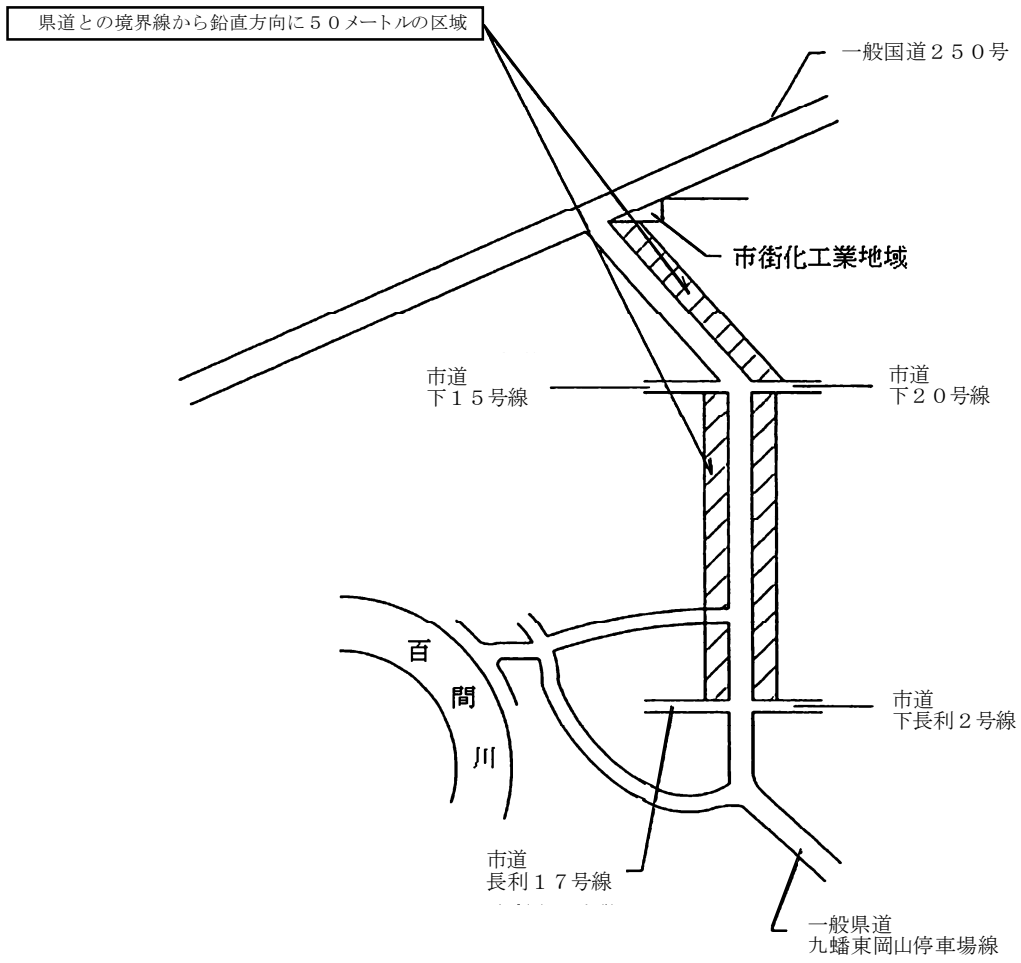 県道との境界線から鉛直方向に５０メートルの区域
一般国道２５０号
市街化工業地域
市道
下１５号線
市道
下２０号線
百
間
川
市道
下長利２号線
市道
長利１７号線
一般県道
九蟠東岡山停車場線